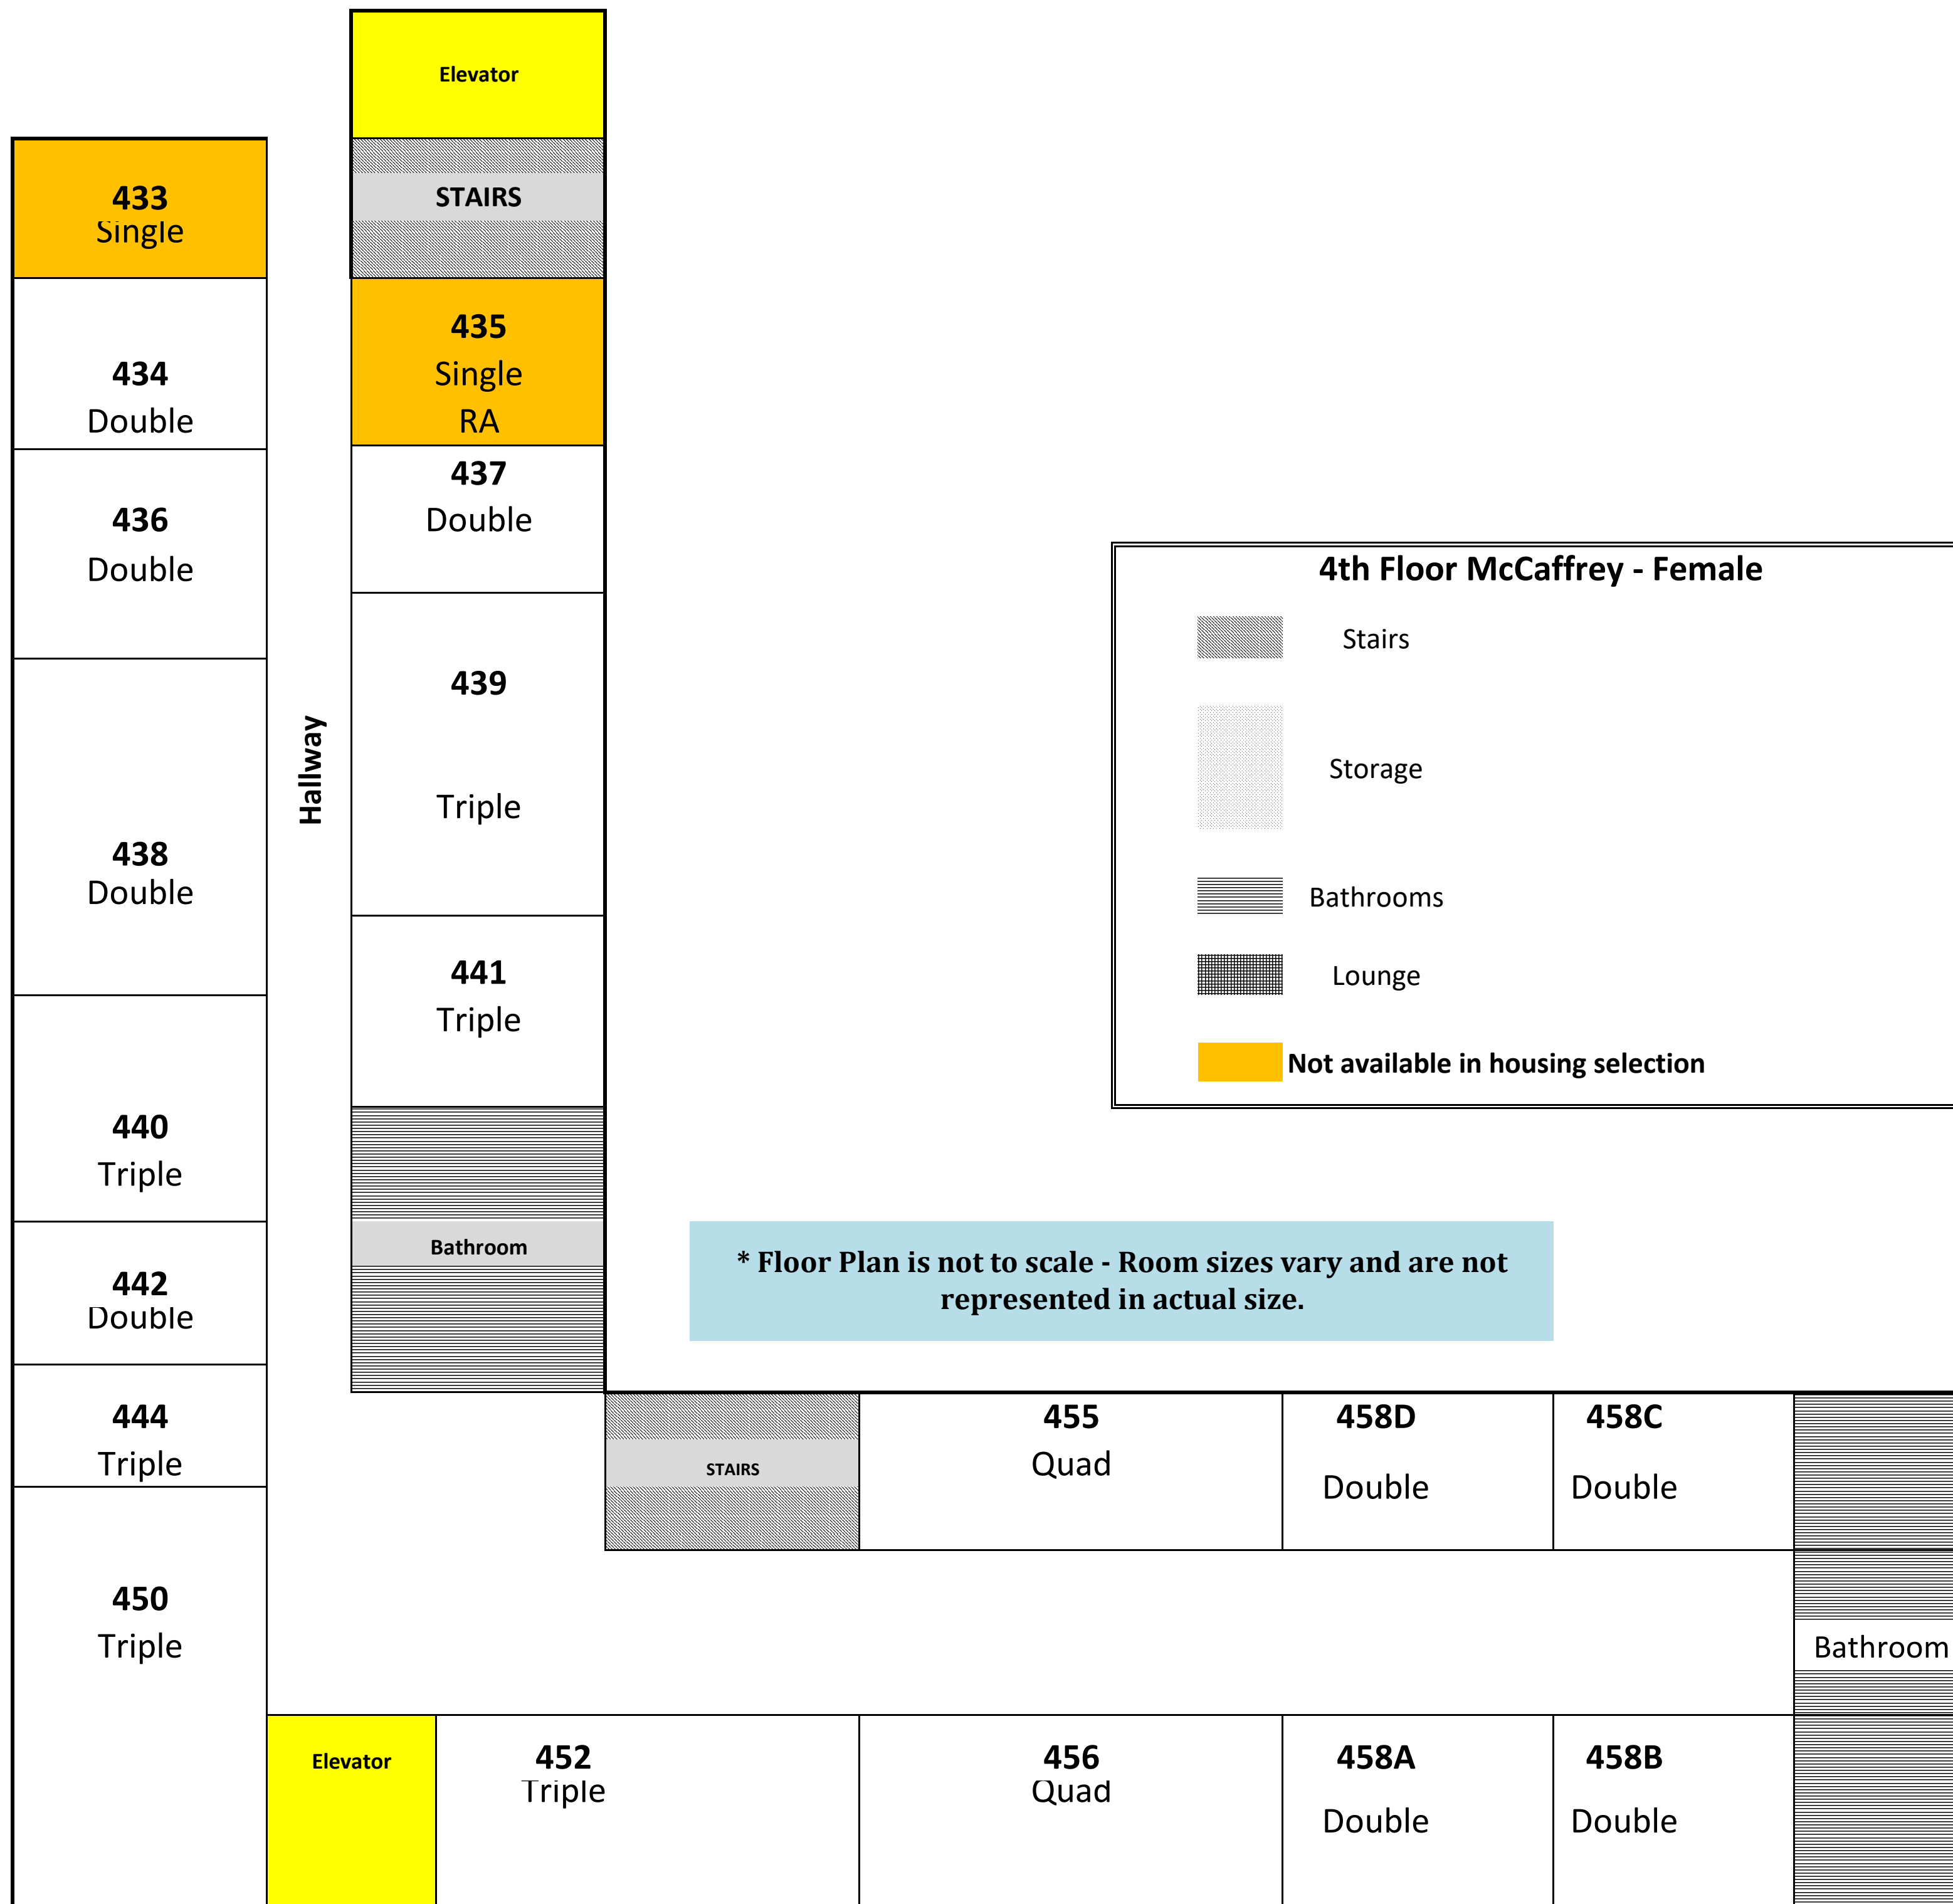 Elevator
433
Single
STAIRS
435
Single
RA
434
Double
437
Double
436
Double
4th Floor McCaffrey - Female
Stairs
Storage
Bathrooms
Lounge
Not available in housing selection
439
Triple
Hallway
438
Double
441
Triple
440
Triple
Bathroom
* Floor Plan is not to scale - Room sizes vary and are not
represented in actual size.
442
Double
444
Triple
STAIRS
455
Quad
458D
Double
458C
Double
450
Triple
Bathroom
Elevator
452
Triple
456
Quad
458A
Double
458B
Double